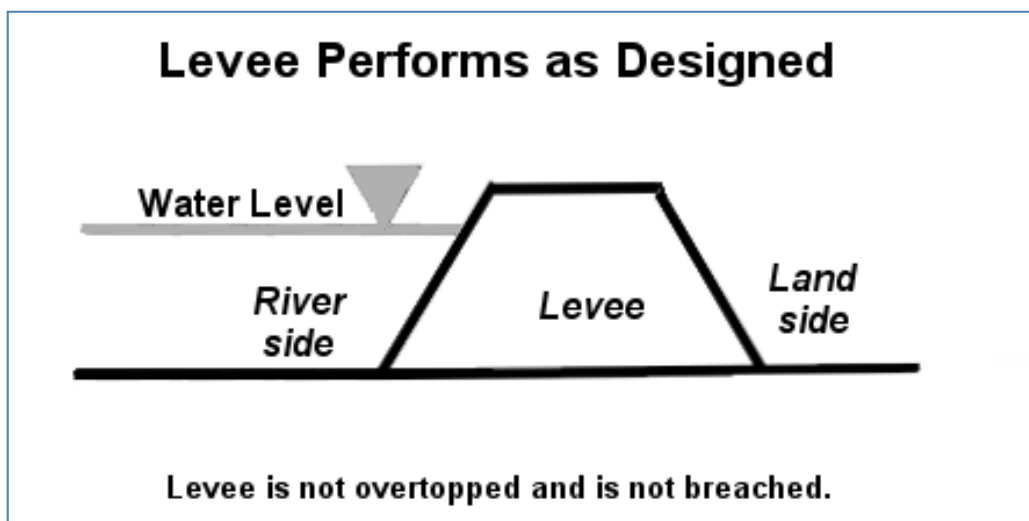 Levee Performs as Designed
Water Level
River
side
Levee
Land
side
Levee is not overtopped and is not breached.